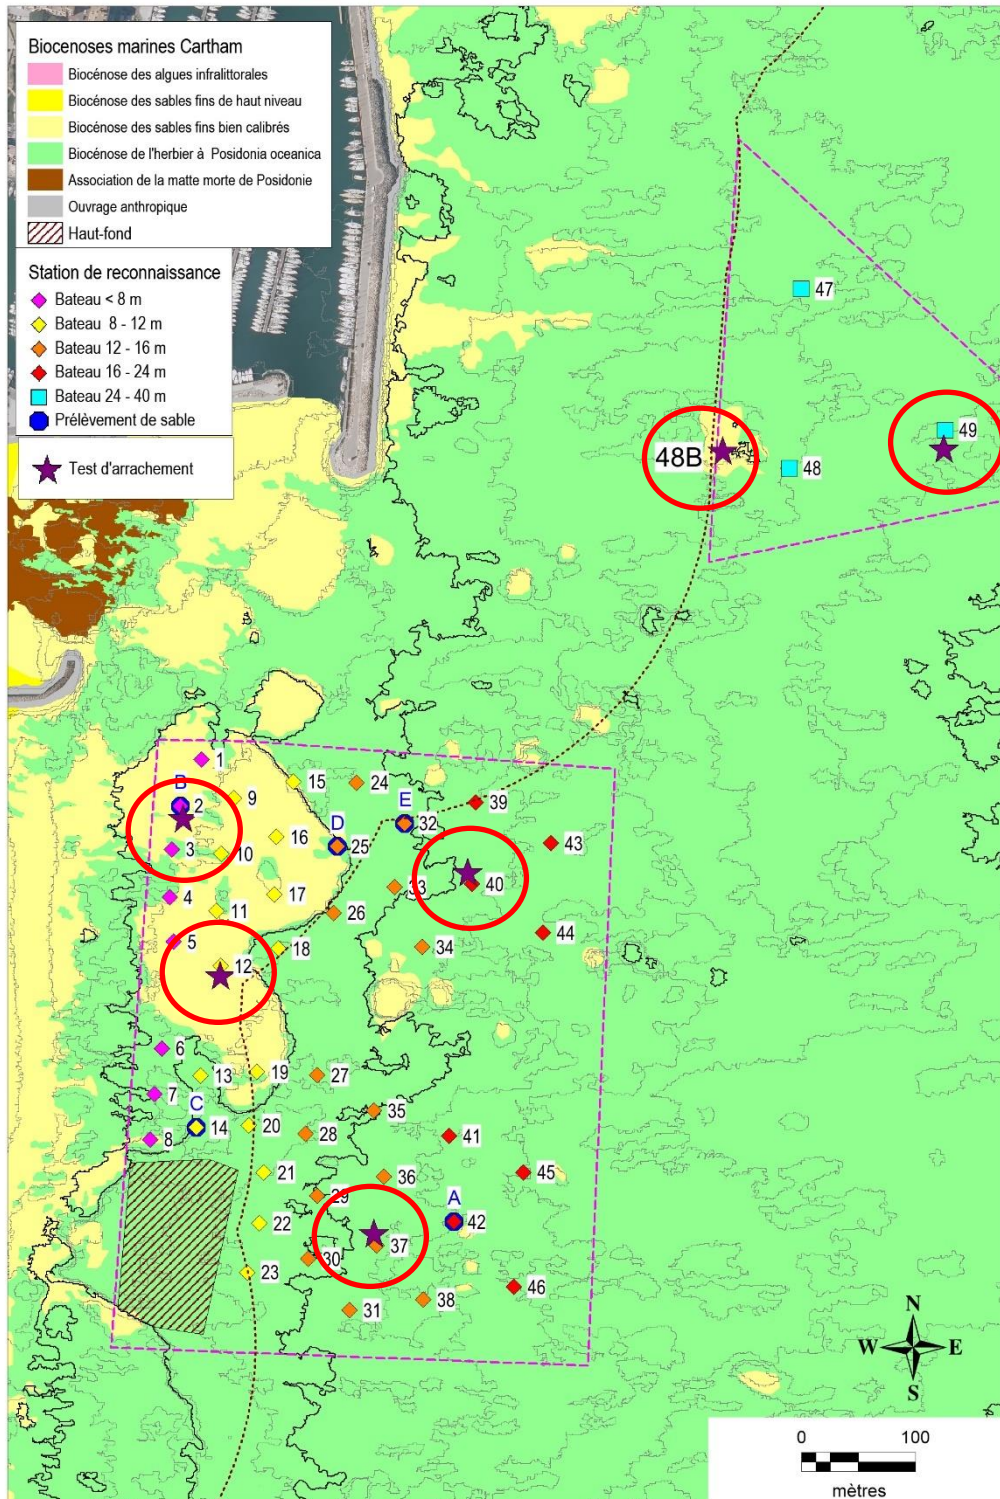 Biocenoses marines Cartham
Biocénose des algues infralittorales
Biocénose des sables fins de haut niveau
Biocénose des sables fins bien calibrés
Biocénose de l'herbier à Posidonia oceanica
Association de la matte morte de Posidonie
Ouvrage anthropique
Haut-fond
Station de reconnaissance
Bateau < 8 m
Bateau 8 - 12 m
Bateau 12 - 16 m
Bateau 16 - 24 m
Bateau 24 - 40 m
Prélèvement de sable
Test d'arrachement
47
49
48B
48
1
15
24
B
2
9
39
E
32
D
16
25
43
3
10
40
33
4
17
11
26
44
5
18
34
12
6
13
19
27
7
C
14
20
35
8
28
41
21
36
45
29
A
42
22
37
30
23
46
38
31
N
W
E
S
0
100
mètres